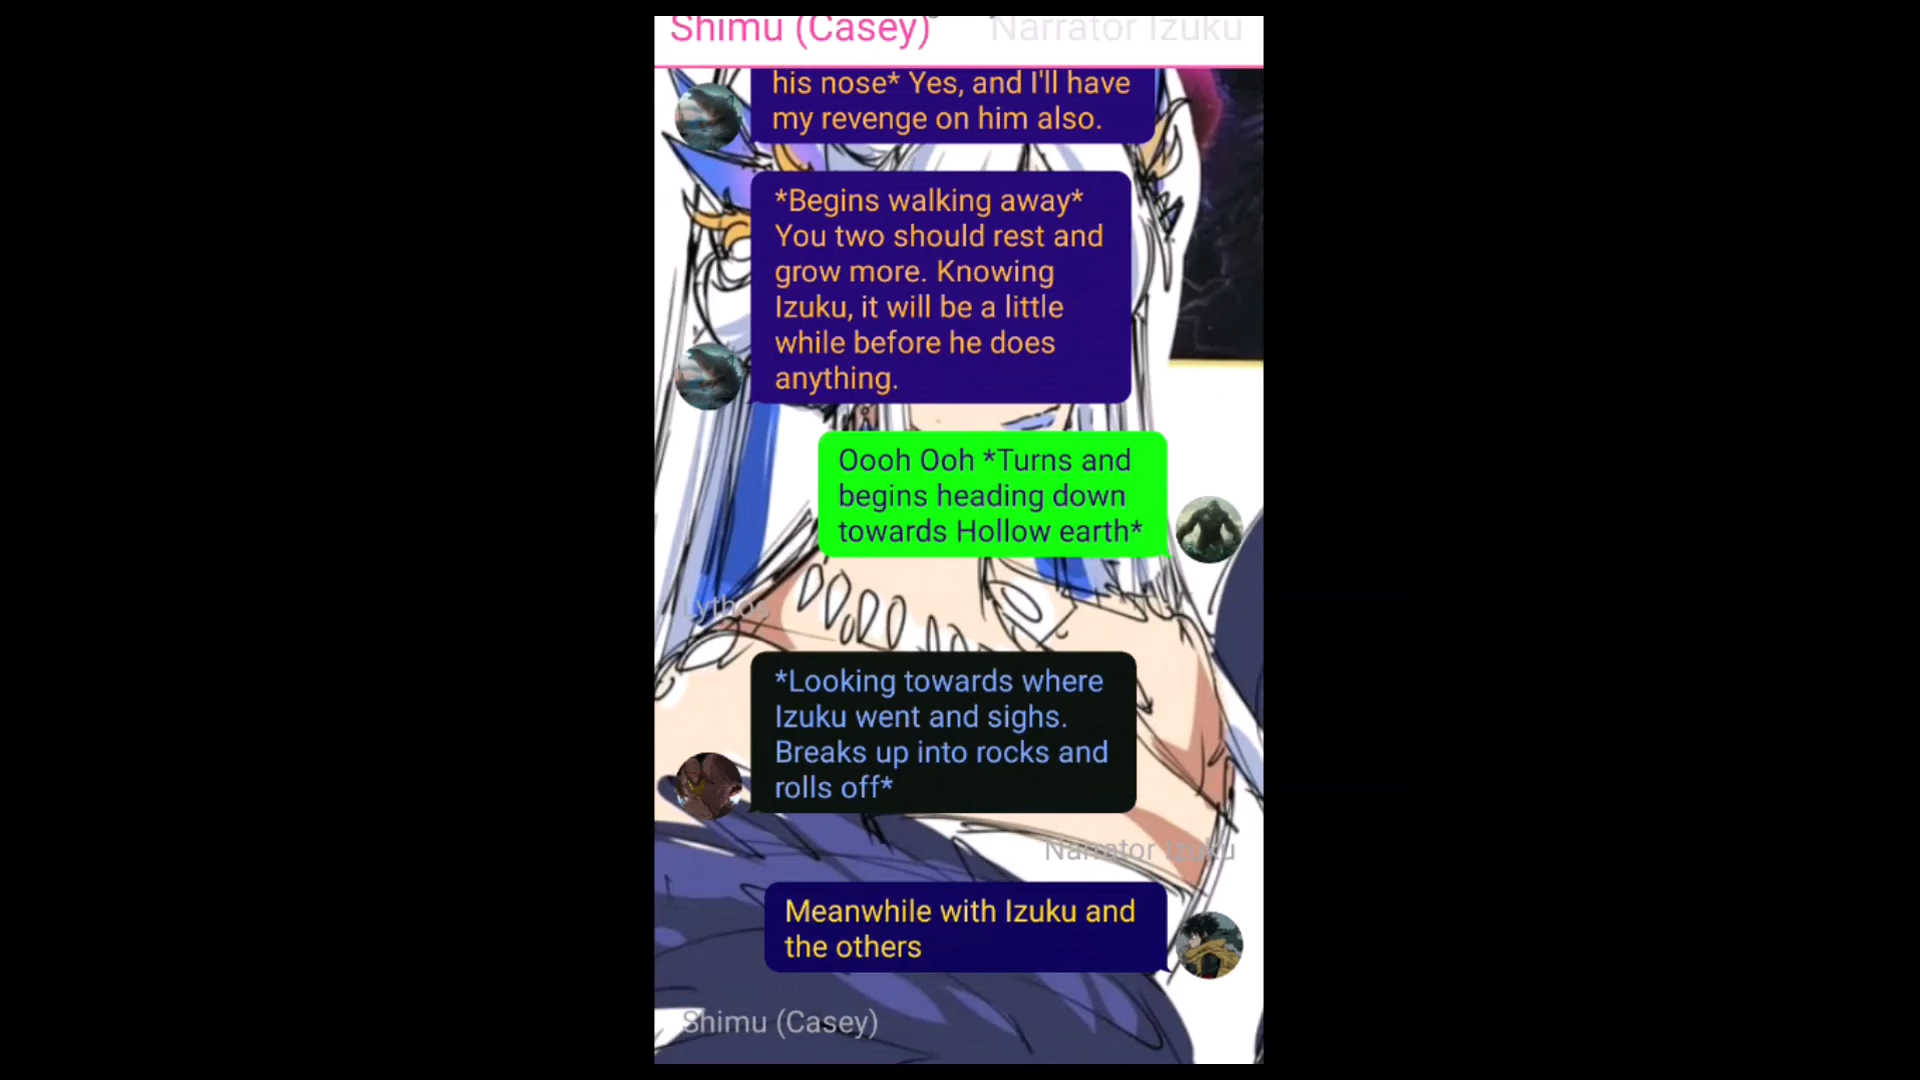 Shimu (Casey)
Narrator Izuku
his nose* Yes, and I'll have
my revenge on him also.
*Begins walking away*
You two should rest and
grow more. Knowing
Izuku, it will be a little
while before he does
anything.
Oooh Ooh *Turns and
begins heading down
towards Hollow earth*
*Looking towards where
Izuku went and sighs.
Breaks up into rocks and
rolls off*
Narrator Izuku
Meanwhile with Izuku and
the others
Shimu (Casey)